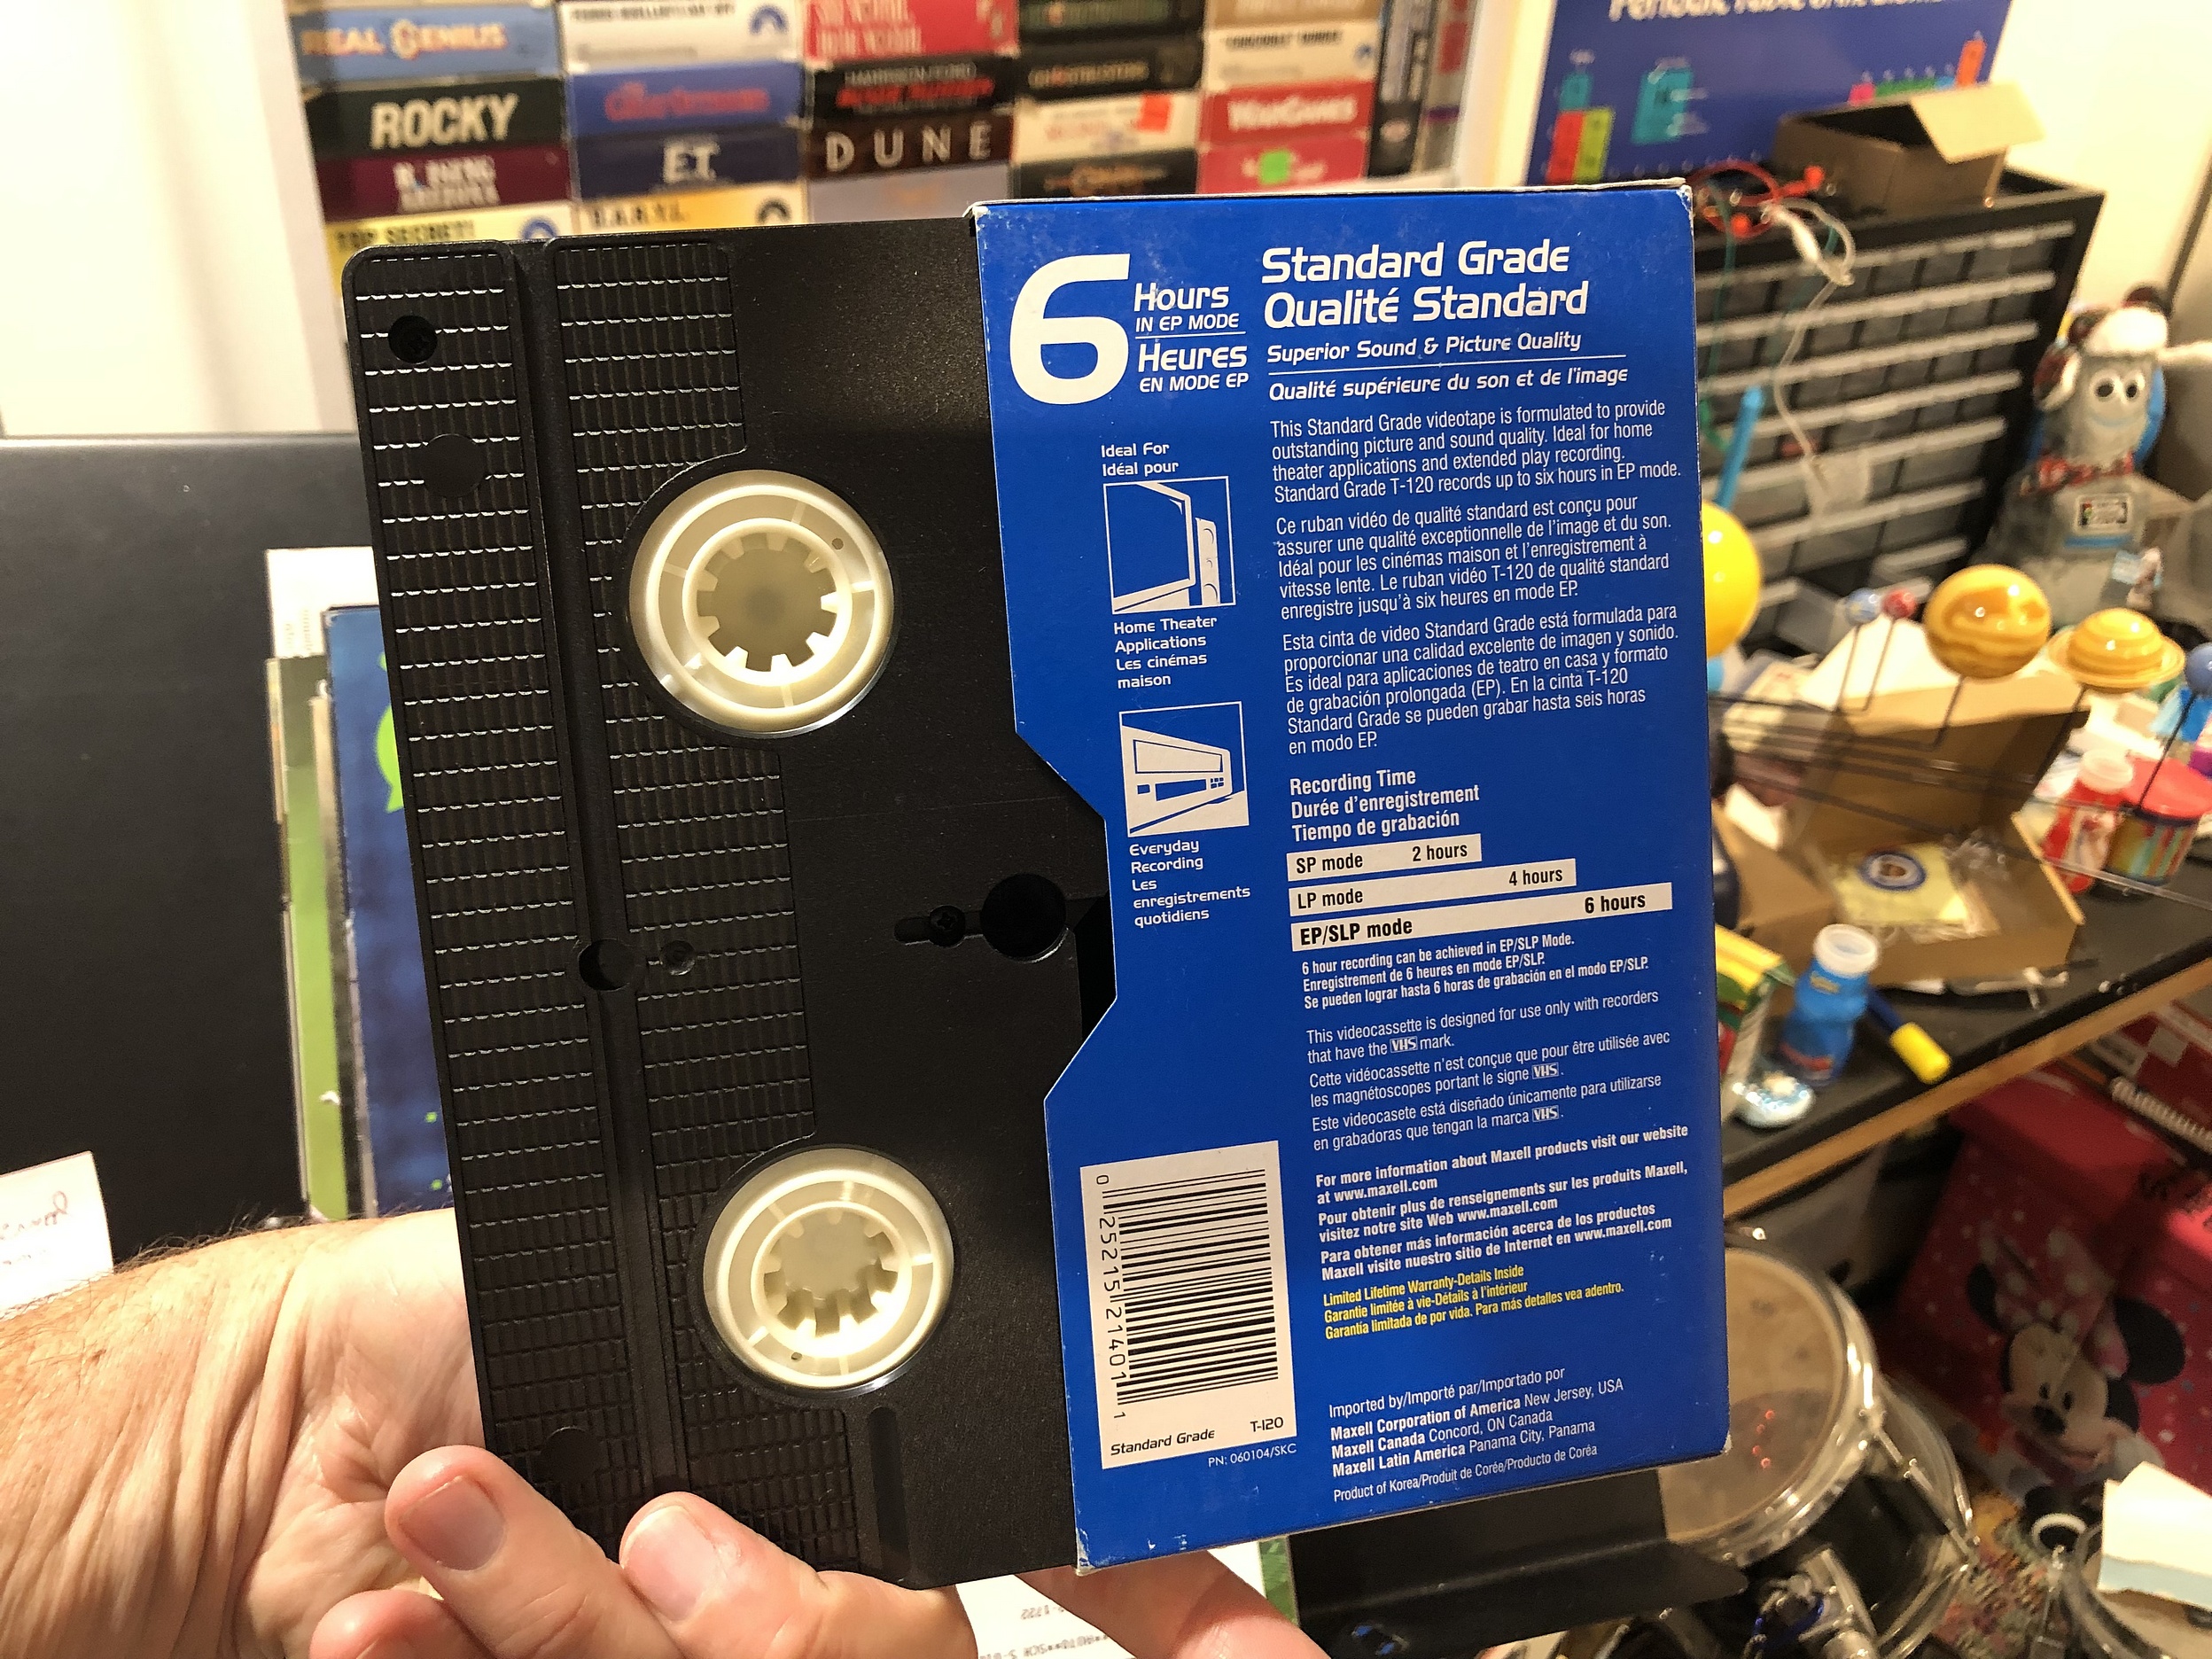 REAL GENIUS
ROCKY
E.T.
HARRISON FORD
BLADE RUNNER
DUNE
GHOSTBUSTERS
WARGAMES
TOP SECRET!
6
Hours
IN EP MODE
Heures
EN MODE EP
Standard Grade
Qualité Standard
Superior Sound & Picture Quality
Qualité supérieure du son et de l'image
Ideal For
Idéal pour
Home Theater
Applications
Les cinémas
maison
Everyday
Recording
Les
enregistrements
quotidiens
This Standard Grade videotape is formulated to provide
outstanding picture and sound quality. Ideal for home
theater applications and extended play recording.
Standard Grade T-120 records up to six hours in EP mode.
Ce ruban vidéo de qualité standard est conçu pour
assurer une qualité exceptionnelle de l'image et du son.
Idéal pour les cinémas maison et l'enregistrement à
vitesse lente. Le ruban vidéo T-120 de qualité standard
enregistre jusqu'à six heures en mode EP.
Esta cinta de video Standard Grade está formulada para
proporcionar una calidad excelente de imagen y sonido.
Es ideal para aplicaciones de teatro en casa y formato
de grabación prolongada (EP). En la cinta T-120
Standard Grade se pueden grabar hasta seis horas
en modo EP.
Recording Time
Durée d'enregistrement
Tiempo de grabación
SP mode 2 hours
LP mode 4 hours
EP/SLP mode 6 hours
6 hour recording can be achieved in EP/SLP Mode.
Enregistrement de 6 heures en mode EP/SLP.
Se pueden lograr hasta 6 horas de grabación en el modo EP/SLP.
This videocassette is designed for use only with recorders
that have the VHS mark.
Cette vidéocassette n'est conçue que pour être utilisée avec
les magnétoscopes portant le signe VHS.
Este videocasete está diseñado únicamente para utilizarse
en grabadoras que tengan la marca VHS.
For more information about Maxell products visit our website
at www.maxell.com
Pour obtenir plus de renseignements sur les produits Maxell,
visitez notre site Web www.maxell.com
Para obtener más información acerca de los productos
Maxell visite nuestro sitio de Internet en www.maxell.com
Limited Lifetime Warranty-Details Inside
Garantie limitée à vie-Détails à l'intérieur
Garantía limitada de por vida. Para más detalles vea adentro.
Imported by/Importé par/Importado por
Maxell Corporation of America New Jersey, USA
Maxell Canada Concord, ON Canada
Maxell Latin America Panama City, Panama
Product of Korea/Produit de Corée/Producto de Coréa
0 25215 21401 1
Standard Grade T-120
PN: 060104/SKC